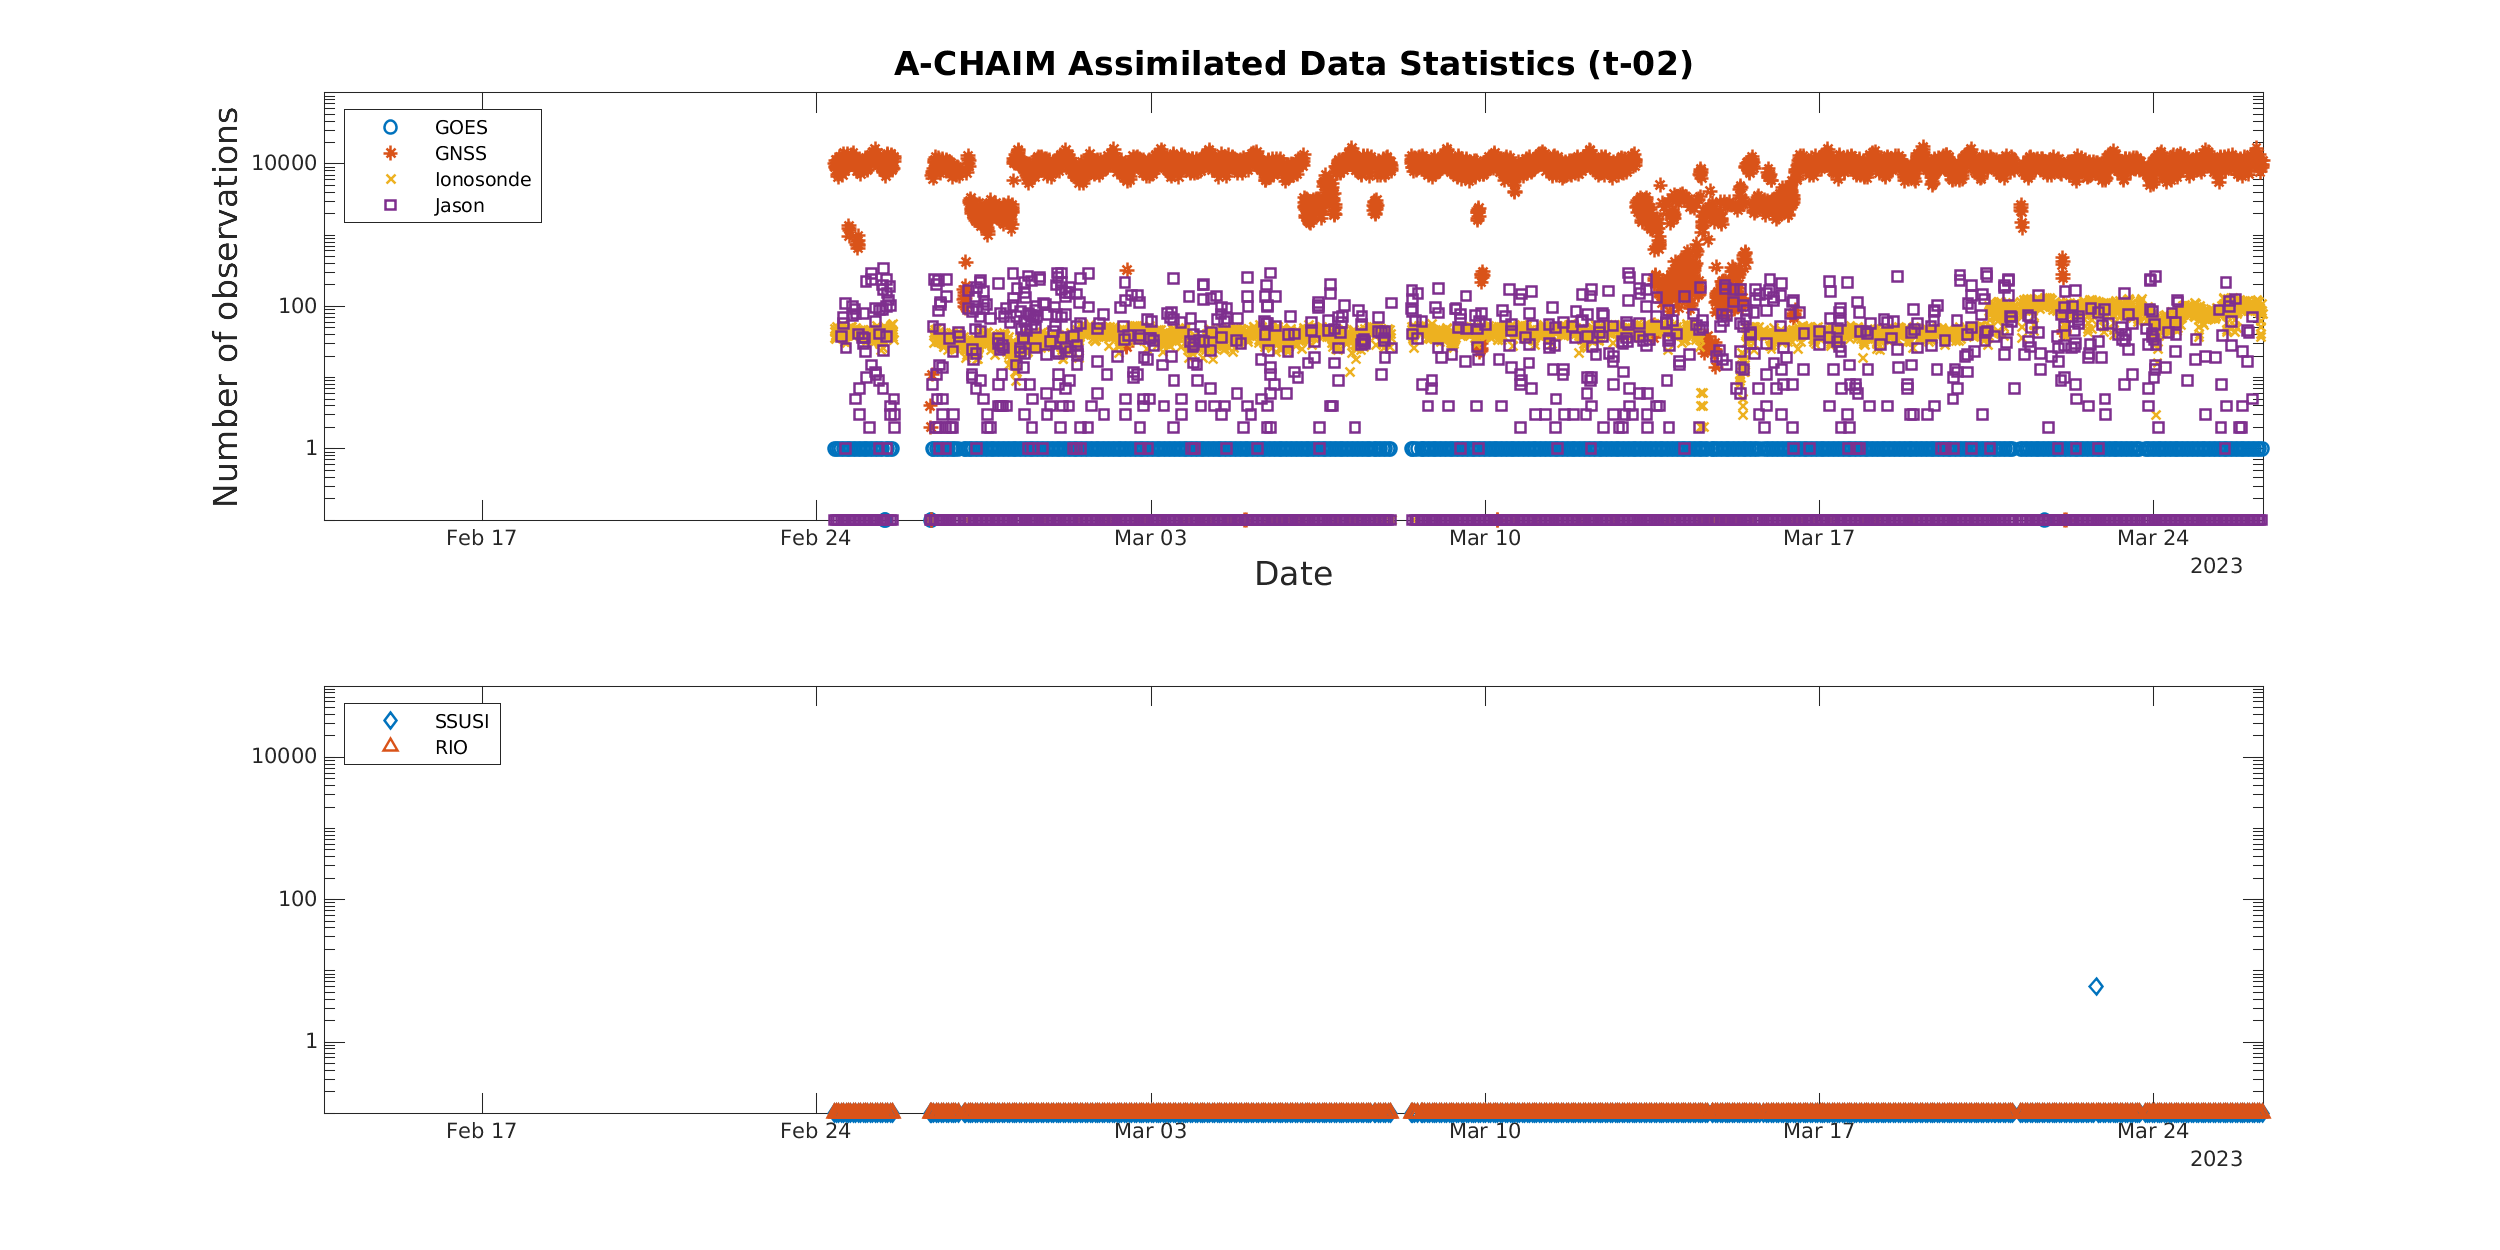 A-CHAIM Assimilated Data Statistics (t-02)
Number of observations
10000
100
1
GOES
GNSS
Ionosonde
Jason
Feb 17
Feb 24
Mar 03
Mar 10
Mar 17
Mar 24
2023
Date
10000
100
1
SSUSI
RIO
Feb 17
Feb 24
Mar 03
Mar 10
Mar 17
Mar 24
2023